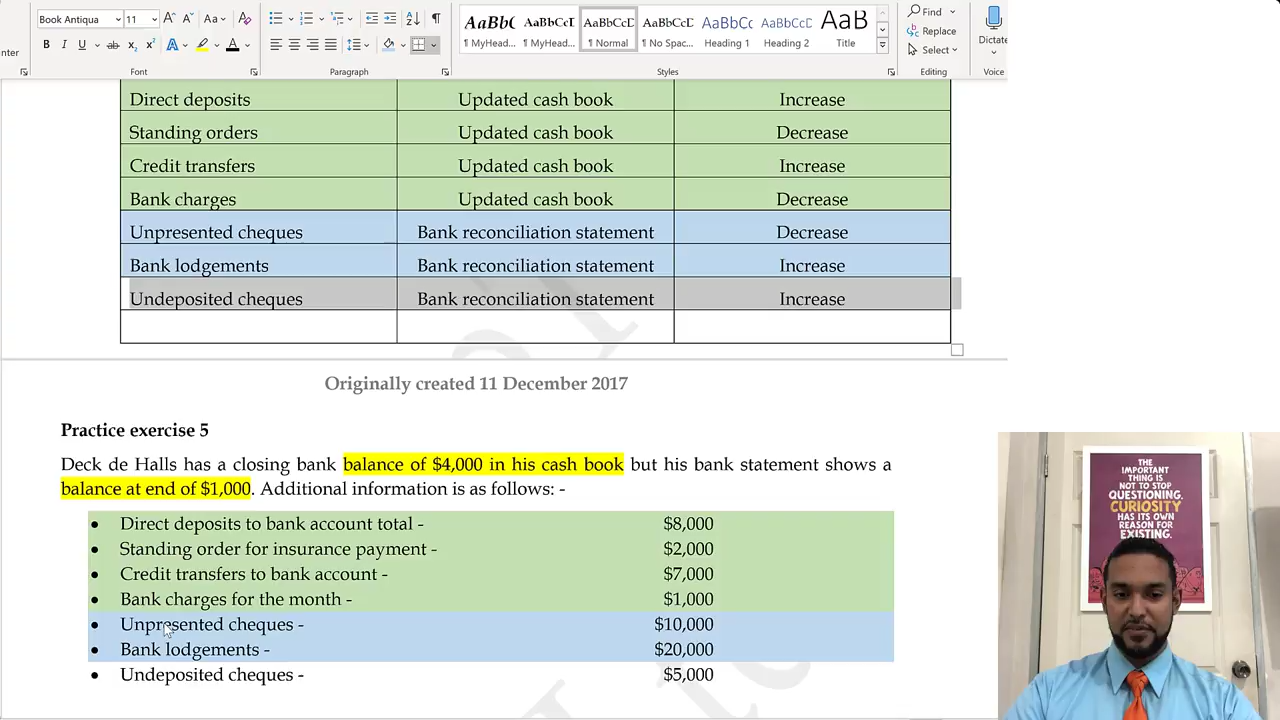 Book Antiqua 11 Aa AaBbC AaBbCcL AaBbCcD AaBbCcD AaBbC AaBbCcD AaB Find
Replace
Dictate
nter B I U ab x₂ x² A A ¶ MyHead... ¶ MyHead... ¶ Normal ¶ No Spac... Heading 1 Heading 2 Title Select
Font Paragraph Styles Editing Voice
Direct deposits Updated cash book Increase
Standing orders Updated cash book Decrease
Credit transfers Updated cash book Increase
Bank charges Updated cash book Decrease
Unpresented cheques Bank reconciliation statement Decrease
Bank lodgements Bank reconciliation statement Increase
Undeposited cheques Bank reconciliation statement Increase
Originally created 11 December 2017
Practice exercise 5
Deck de Halls has a closing bank balance of $4,000 in his cash book but his bank statement shows a
balance at end of $1,000. Additional information is as follows: -
• Direct deposits to bank account total - $8,000
• Standing order for insurance payment - $2,000
• Credit transfers to bank account - $7,000
• Bank charges for the month - $1,000
• Unpresented cheques - $10,000
• Bank lodgements - $20,000
• Undeposited cheques - $5,000
THE
IMPORTANT
THING IS
NOT TO STOP
QUESTIONING.
CURIOSITY
HAS ITS OWN
REASON FOR
EXISTING.